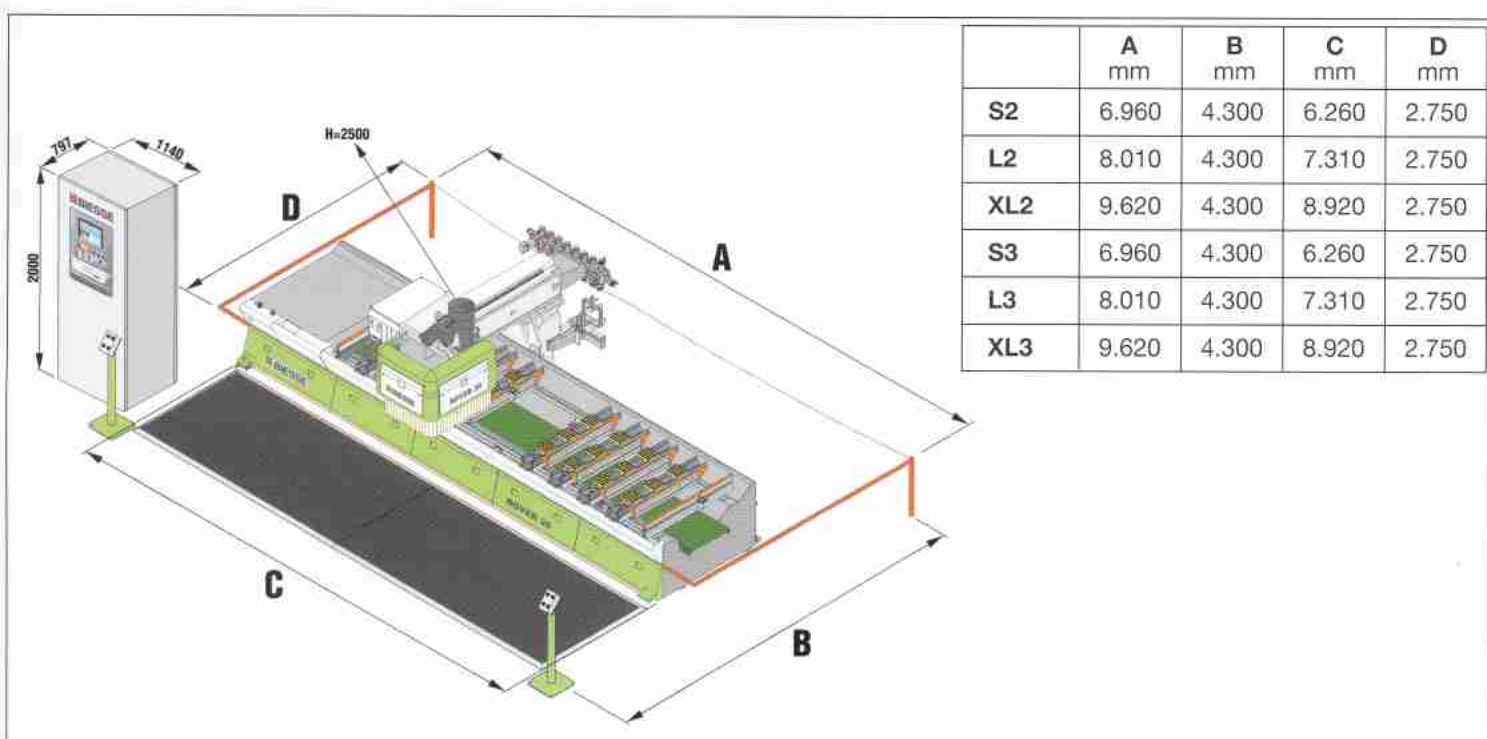 797
1140
2000
BIESSE
H=2500
D
A
BIESSE
ROVER
C
B
A B C D
mm mm mm mm
S2 6.960 4.300 6.260 2.750
L2 8.010 4.300 7.310 2.750
XL2 9.620 4.300 8.920 2.750
S3 6.960 4.300 6.260 2.750
L3 8.010 4.300 7.310 2.750
XL3 9.620 4.300 8.920 2.750